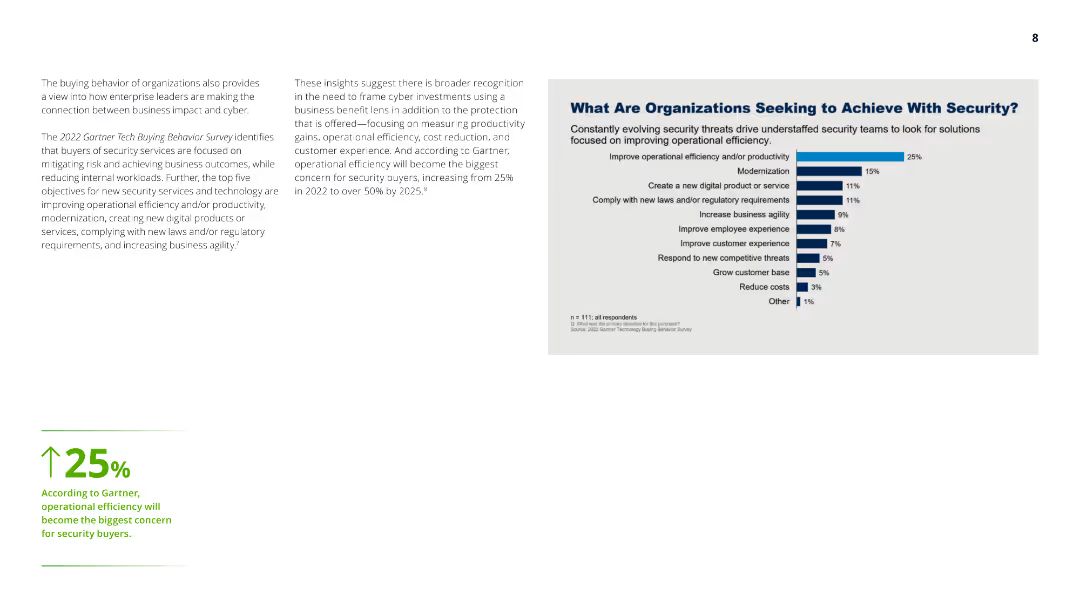 8
The buying behavior of organizations also provides
a view into how enterprise leaders are making the
connection between business impact and cyber.
The 2022 Gartner Tech Buying Behavior Survey identifies
that buyers of security services are focused on
mitigating risk and achieving business outcomes, while
reducing internal workloads. Further, the top five
objectives for new security services and technology are
improving operational efficiency and/or productivity,
modernization, creating new digital products or
services, complying with new laws and/or regulatory
requirements, and increasing business agility.7
These insights suggest there is broader recognition
in the need to frame cyber investments using a
business benefit lens in addition to the protection
that is offered—focusing on measuring productivity
gains, operational efficiency, cost reduction, and
customer experience. And according to Gartner,
operational efficiency will become the biggest
concern for security buyers, increasing from 25%
in 2022 to over 50% by 2025.8
What Are Organizations Seeking to Achieve With Security?
Constantly evolving security threats drive understaffed security teams to look for solutions
focused on improving operational efficiency.
Improve operational efficiency and/or productivity 25%
Modernization 15%
Create a new digital product or service 11%
Comply with new laws and/or regulatory requirements 11%
Increase business agility 9%
Improve employee experience 8%
Improve customer experience 7%
Respond to new competitive threats 5%
Grow customer base 5%
Reduce costs 3%
Other 1%
n = 111; all respondents
Q: What was the primary objective for this purchase?
Source: 2022 Gartner Technology Buying Behavior Survey
↑25%
According to Gartner,
operational efficiency will
become the biggest concern
for security buyers.